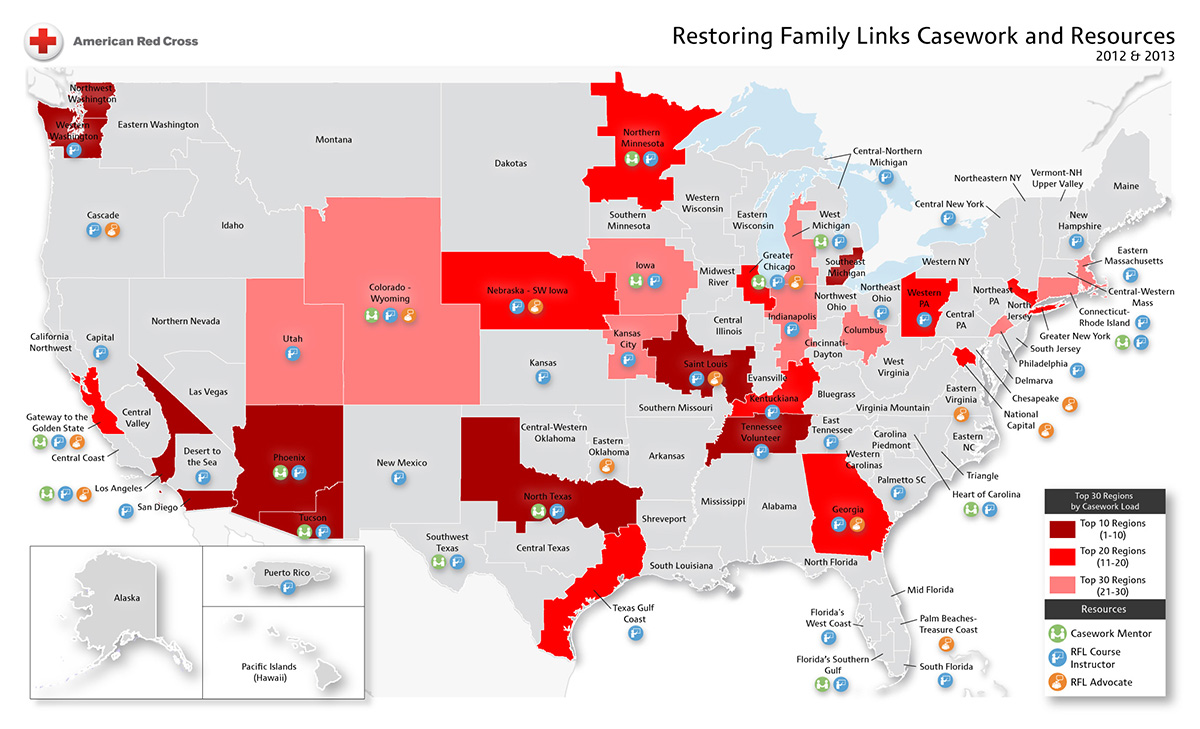 American Red Cross
Restoring Family Links Casework and Resources
2012 & 2013
Northwest
Washington
Western
Washington
Eastern Washington
Montana
Dakotas
Northern
Minnesota
Central-Northern
Michigan
Northeastern NY
Vermont-NH
Upper Valley
Maine
Cascade
Idaho
Southern
Minnesota
Western
Wisconsin
Eastern
Wisconsin
West
Michigan
Central New York
New
Hampshire
Southeast
Michigan
Western NY
Eastern
Massachusetts
Colorado -
Wyoming
Nebraska - SW Iowa
Iowa
Midwest
River
Greater
Chicago
Northwest
Ohio
Northeast
Ohio
Western
PA
Central
PA
Northeast
PA
North
Jersey
Central-Western
Mass
Connecticut-
Rhode Island
Greater New York
South Jersey
Philadelphia
Delmarva
Chesapeake
National
Capital
California
Northwest
Capital
Northern Nevada
Utah
Kansas
City
Central
Illinois
Indianapolis
Columbus
Cincinnati-
Dayton
West
Virginia
Eastern
Virginia
Las Vegas
Kansas
Saint Louis
Evansville
Kentuckiana
Bluegrass
Virginia Mountain
Gateway to the
Golden State
Central
Valley
Central Coast
Southern Missouri
Tennessee
Volunteer
East
Tennessee
Carolina
Piedmont
Eastern
NC
Los Angeles
Desert to
the Sea
San Diego
Phoenix
Tucson
New Mexico
Central-Western
Oklahoma
Eastern
Oklahoma
Arkansas
Western
Carolinas
Palmetto SC
Triangle
Heart of Carolina
North Texas
Shreveport
Mississippi
Alabama
Georgia
Southwest
Texas
Central Texas
South Louisiana
North Florida
Texas Gulf
Coast
Mid Florida
Florida's
West Coast
Palm Beaches-
Treasure Coast
Florida's Southern
Gulf
South Florida
Alaska
Puerto Rico
Pacific Islands
(Hawaii)
Top 30 Regions
by Casework Load
Top 10 Regions
(1-10)
Top 20 Regions
(11-20)
Top 30 Regions
(21-30)
Resources
Casework Mentor
RFL Course
Instructor
RFL Advocate